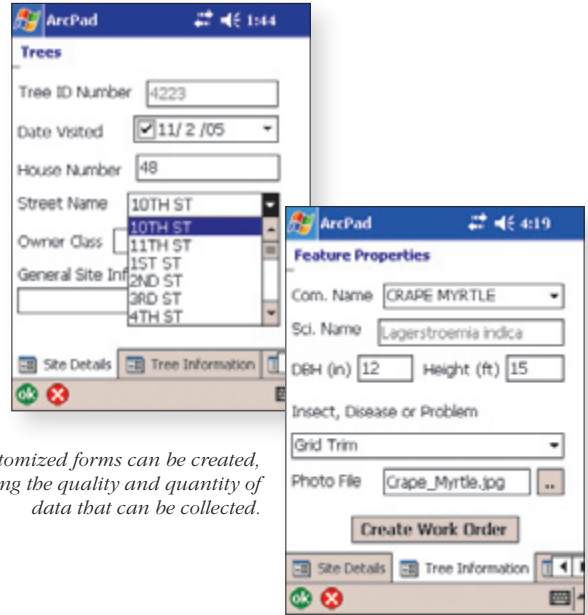 ArcPad 1:44
Trees
Tree ID Number 4223
Date Visited 11/ 2 /05
House Number 48
Street Name 10TH ST
10TH ST
11TH ST
1ST ST
2ND ST
3RD ST
4TH ST
Owner Class
General Site Inf
Site Details Tree Information
ok
ArcPad 4:19
Feature Properties
Com. Name CRAPE MYRTLE
Sci. Name Lagerstroemia indica
DBH (in) 12 Height (ft) 15
Insect, Disease or Problem
Grid Trim
Photo File Crape_Myrtle.jpg ..
Create Work Order
Site Details Tree Information
ok
tomized forms can be created,
ng the quality and quantity of
data that can be collected.